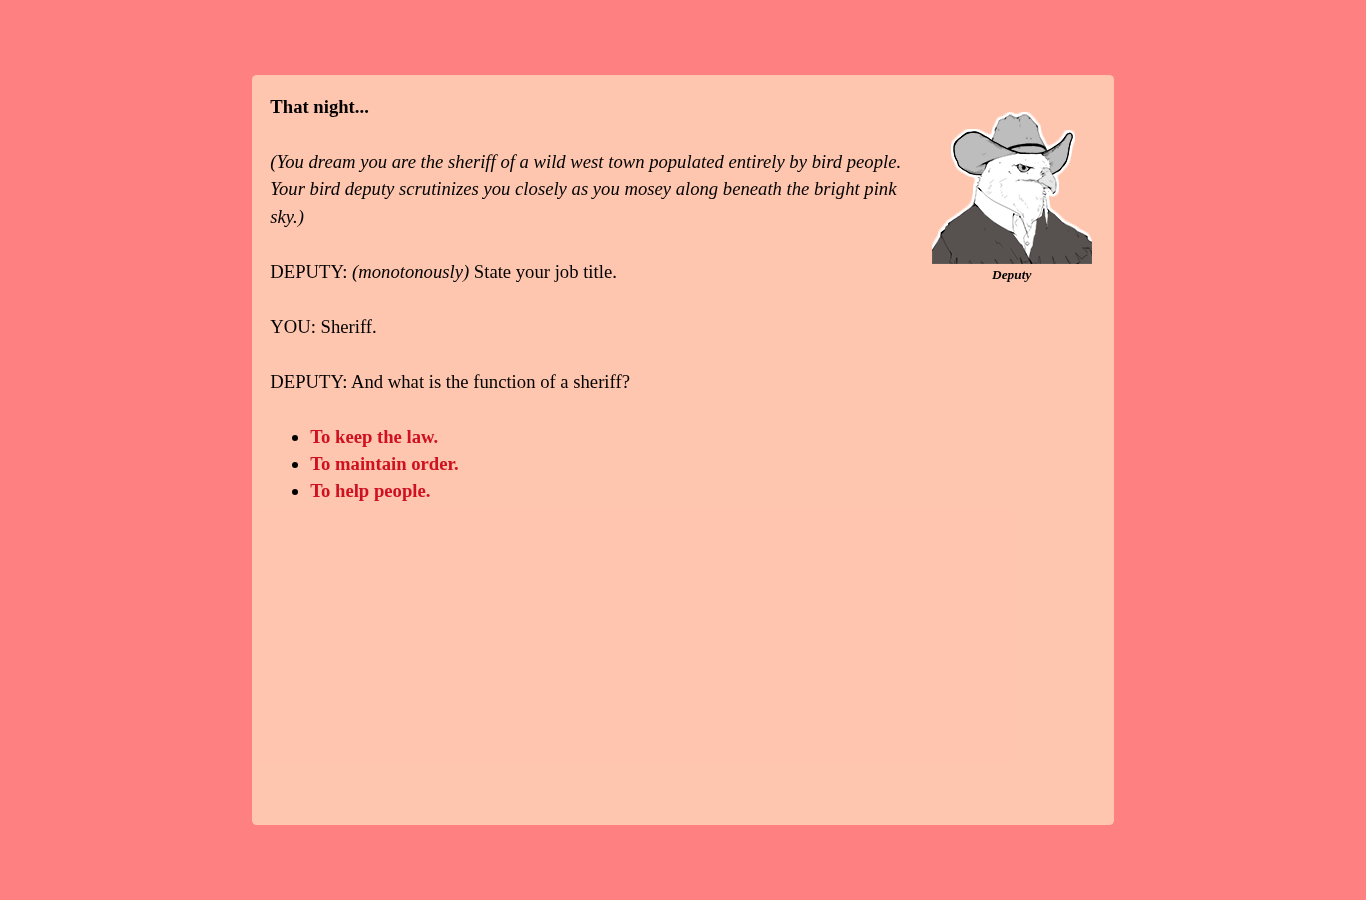 That night...
(You dream you are the sheriff of a wild west town populated entirely by bird people.
Your bird deputy scrutinizes you closely as you mosey along beneath the bright pink
sky.)
Deputy
DEPUTY: (monotonously) State your job title.
YOU: Sheriff.
DEPUTY: And what is the function of a sheriff?
To keep the law.
To maintain order.
To help people.